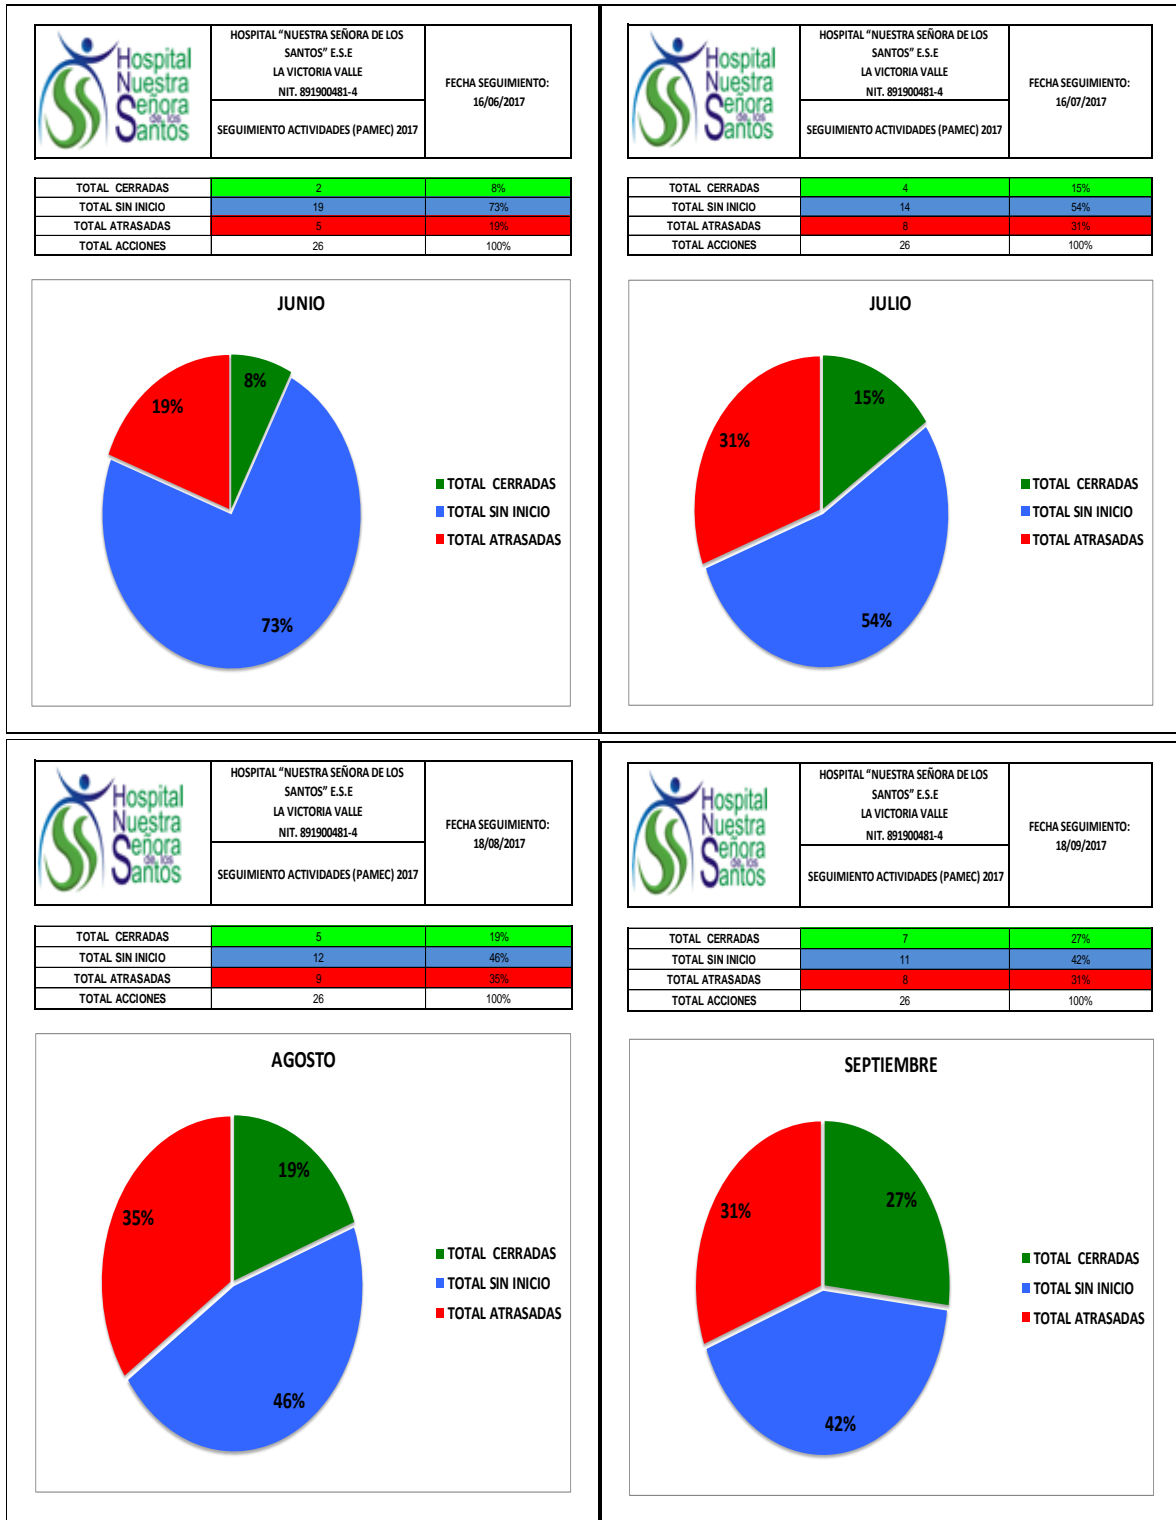 Hospital
Nuestra
Señora
de, los
Santos
HOSPITAL “NUESTRA SEÑORA DE LOS
SANTOS” E.S.E
LA VICTORIA VALLE
NIT. 891900481-4
SEGUIMIENTO ACTIVIDADES (PAMEC) 2017
FECHA SEGUIMIENTO:
16/06/2017
TOTAL CERRADAS 2 8%
TOTAL SIN INICIO 19 73%
TOTAL ATRASADAS 5 19%
TOTAL ACCIONES 26 100%
JUNIO
8%
19%
73%
TOTAL CERRADAS
TOTAL SIN INICIO
TOTAL ATRASADAS
Hospital
Nuestra
Señora
de, los
Santos
HOSPITAL “NUESTRA SEÑORA DE LOS
SANTOS” E.S.E
LA VICTORIA VALLE
NIT. 891900481-4
SEGUIMIENTO ACTIVIDADES (PAMEC) 2017
FECHA SEGUIMIENTO:
16/07/2017
TOTAL CERRADAS 4 15%
TOTAL SIN INICIO 14 54%
TOTAL ATRASADAS 8 31%
TOTAL ACCIONES 26 100%
JULIO
15%
31%
54%
TOTAL CERRADAS
TOTAL SIN INICIO
TOTAL ATRASADAS
Hospital
Nuestra
Señora
de, los
Santos
HOSPITAL “NUESTRA SEÑORA DE LOS
SANTOS” E.S.E
LA VICTORIA VALLE
NIT. 891900481-4
SEGUIMIENTO ACTIVIDADES (PAMEC) 2017
FECHA SEGUIMIENTO:
18/08/2017
TOTAL CERRADAS 5 19%
TOTAL SIN INICIO 12 46%
TOTAL ATRASADAS 9 35%
TOTAL ACCIONES 26 100%
AGOSTO
19%
35%
46%
TOTAL CERRADAS
TOTAL SIN INICIO
TOTAL ATRASADAS
Hospital
Nuestra
Señora
de, los
Santos
HOSPITAL “NUESTRA SEÑORA DE LOS
SANTOS” E.S.E
LA VICTORIA VALLE
NIT. 891900481-4
SEGUIMIENTO ACTIVIDADES (PAMEC) 2017
FECHA SEGUIMIENTO:
18/09/2017
TOTAL CERRADAS 7 27%
TOTAL SIN INICIO 11 42%
TOTAL ATRASADAS 8 31%
TOTAL ACCIONES 26 100%
SEPTIEMBRE
27%
31%
42%
TOTAL CERRADAS
TOTAL SIN INICIO
TOTAL ATRASADAS